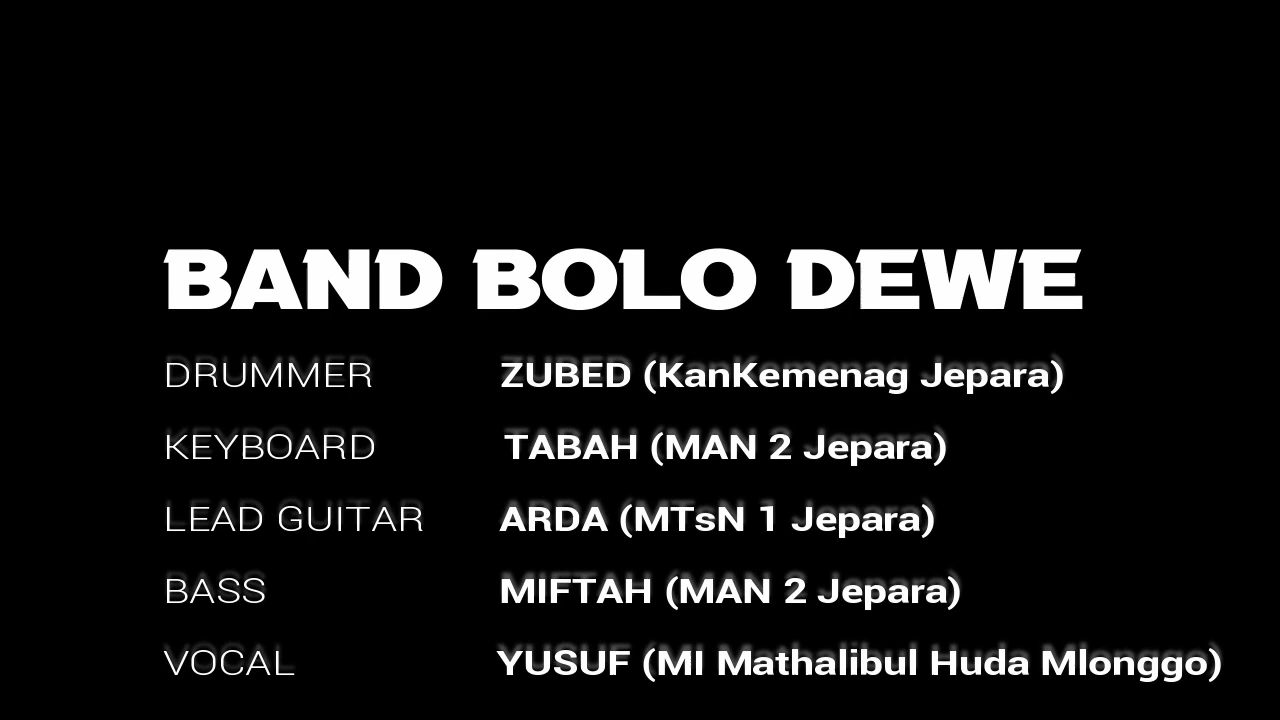 BAND BOLO DEWE
DRUMMER ZUBED (KanKemenag Jepara)
KEYBOARD TABAH (MAN 2 Jepara)
LEAD GUITAR ARDA (MTsN 1 Jepara)
BASS MIFTAH (MAN 2 Jepara)
VOCAL YUSUF (MI Mathalibul Huda Mlonggo)